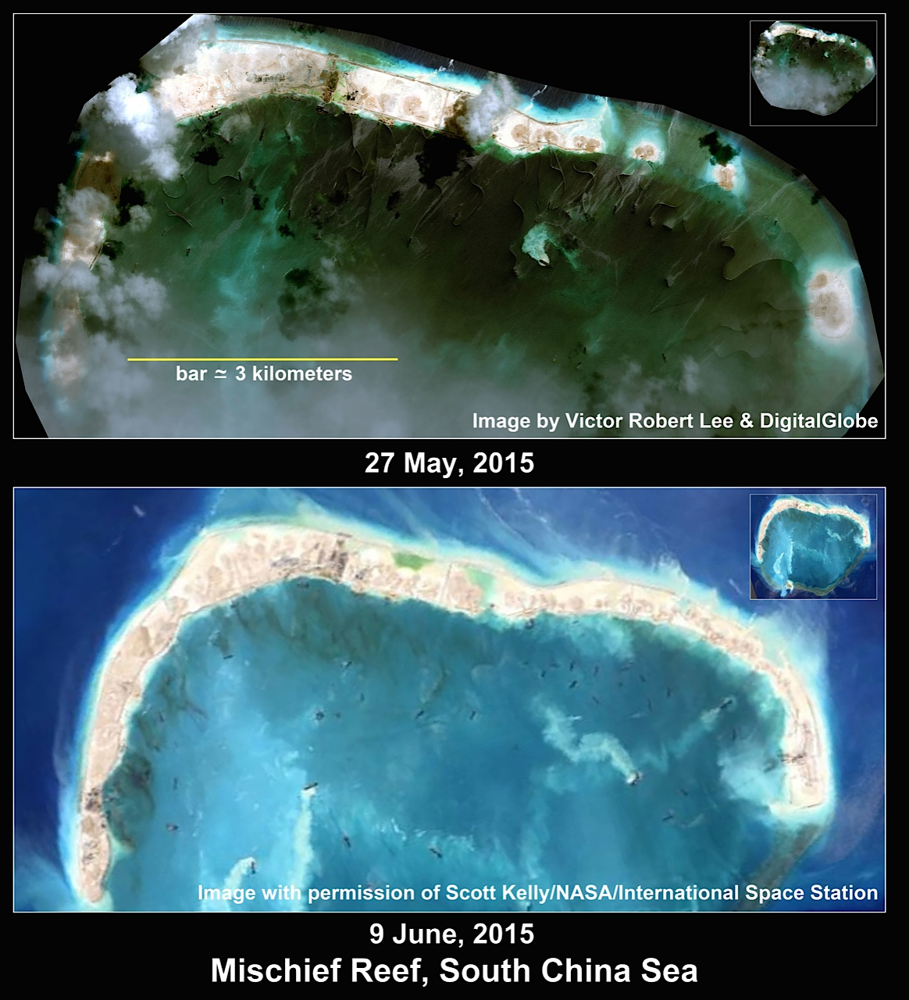 bar ≃ 3 kilometers
Image by Victor Robert Lee & DigitalGlobe
27 May, 2015
Image with permission of Scott Kelly/NASA/International Space Station
9 June, 2015
Mischief Reef, South China Sea